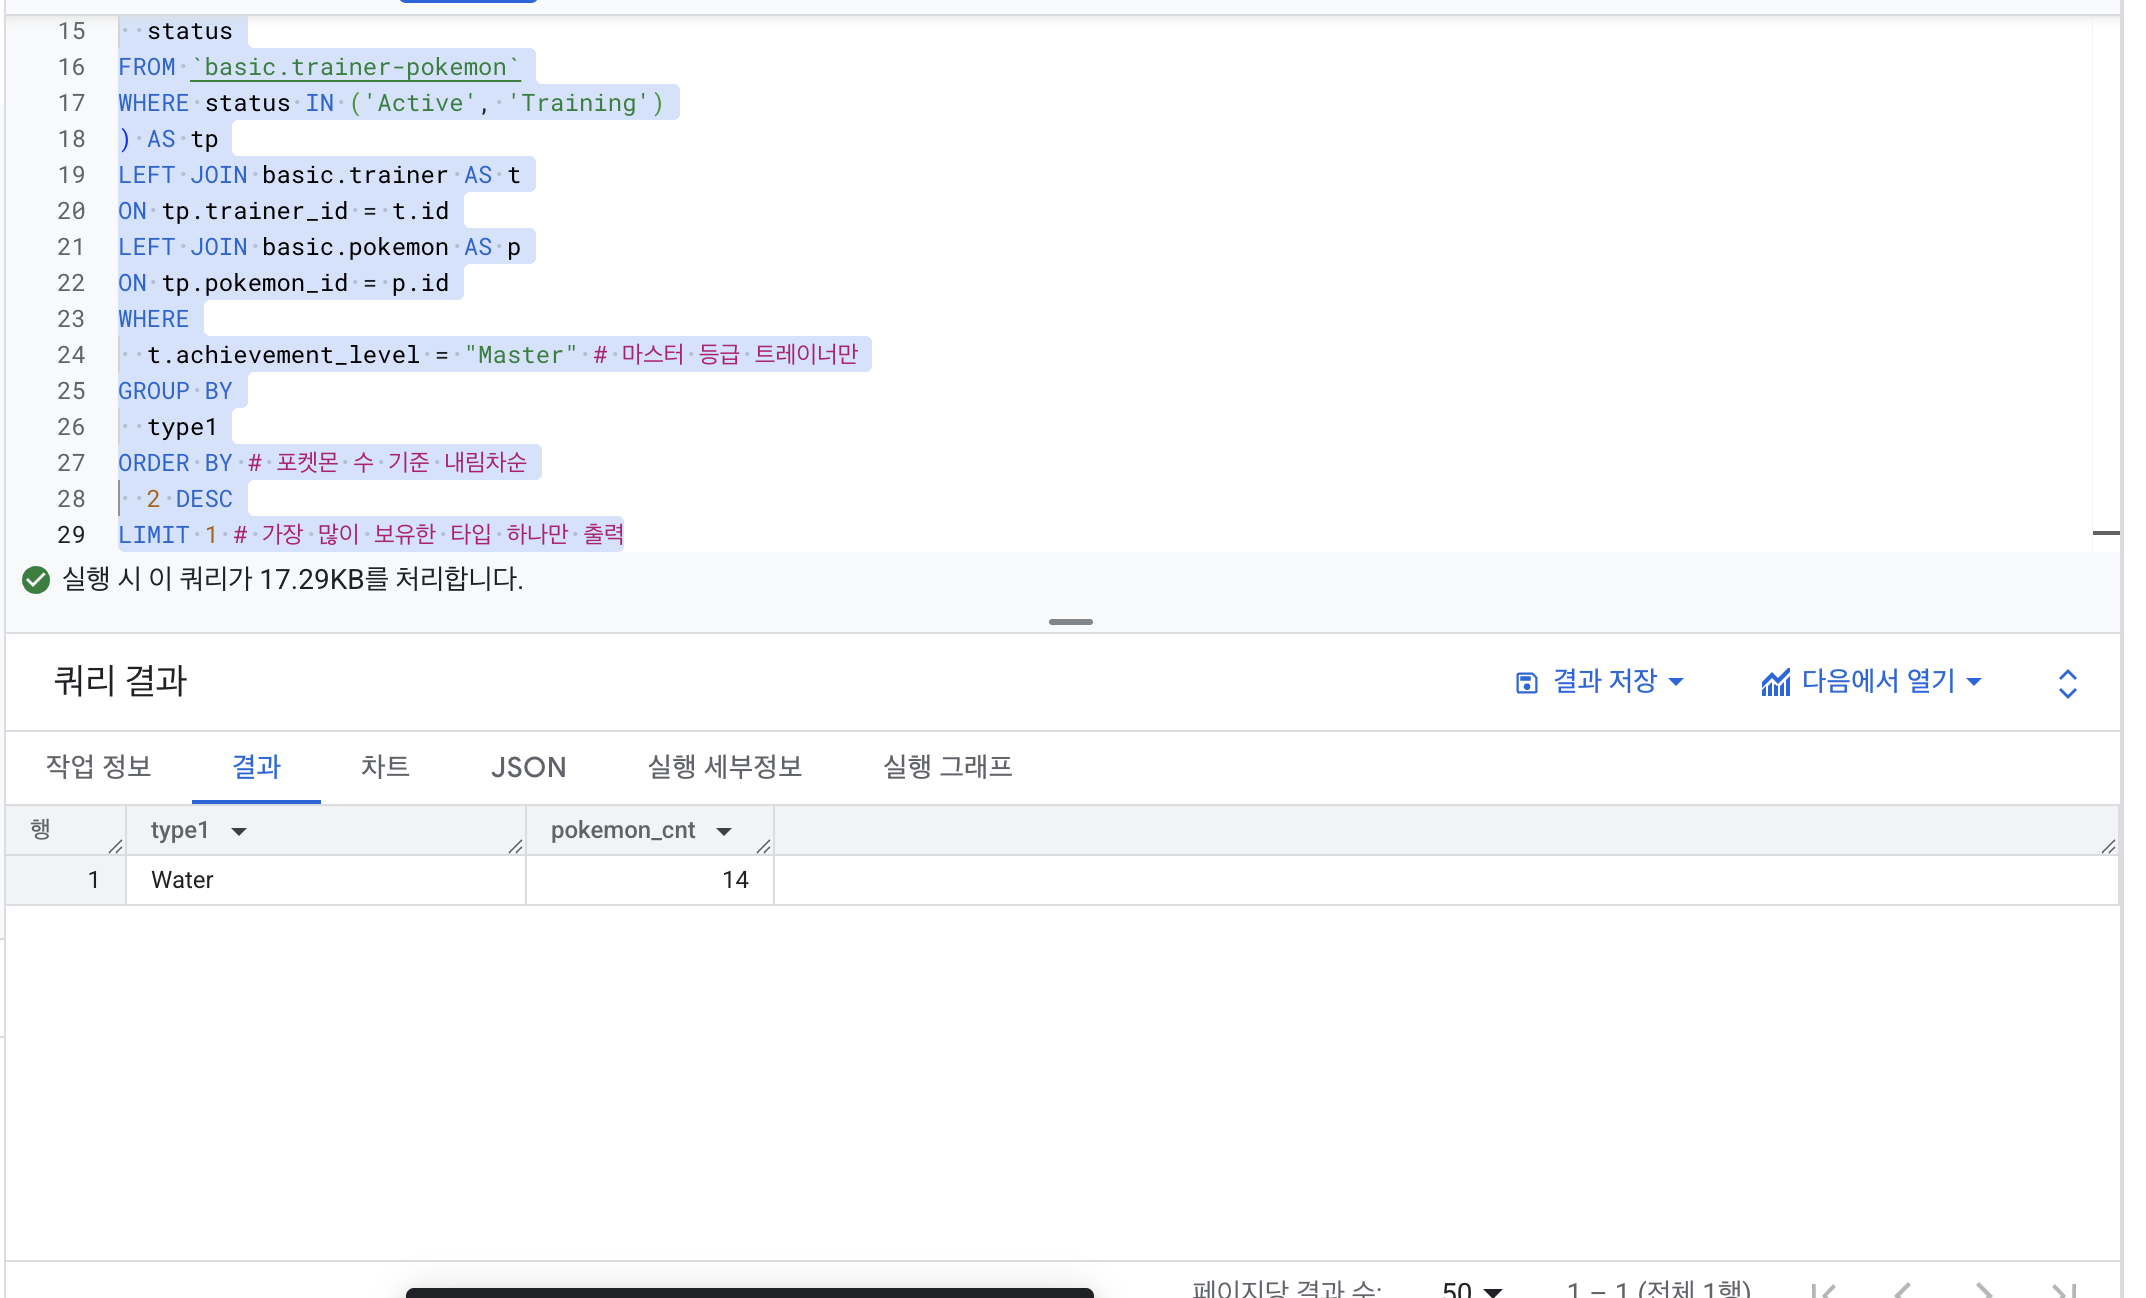 15 status
16 FROM `basic.trainer-pokemon`
17 WHERE status IN ('Active', 'Training')
18 ) AS tp
19 LEFT JOIN basic.trainer AS t
20 ON tp.trainer_id = t.id
21 LEFT JOIN basic.pokemon AS p
22 ON tp.pokemon_id = p.id
23 WHERE
24 t.achievement_level = "Master" # 마스터 등급 트레이너만
25 GROUP BY
26 type1
27 ORDER BY # 포켓몬 수 기준 내림차순
28 2 DESC
29 LIMIT 1 # 가장 많이 보유한 타입 하나만 출력
실행 시 이 쿼리가 17.29KB를 처리합니다.
쿼리 결과
결과 저장 다음에서 열기
작업 정보 결과 차트 JSON 실행 세부정보 실행 그래프
행 type1 pokemon_cnt
1 Water 14
페이지당 결과 수: 50 1 – 1 (전체 1행)